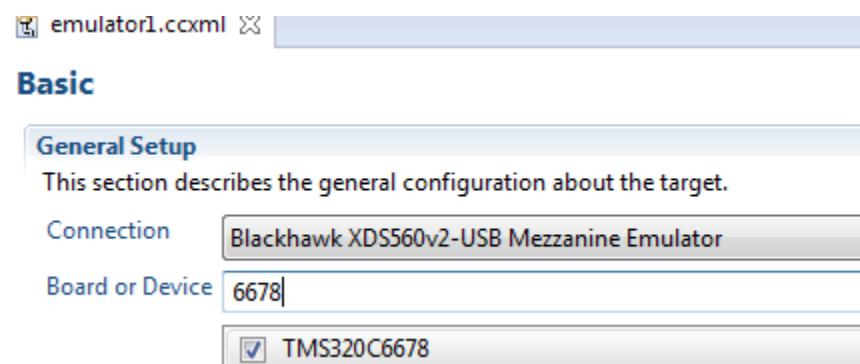 emulator1.ccxml
Basic
General Setup
This section describes the general configuration about the target.
Connection Blackhawk XDS560v2-USB Mezzanine Emulator
Board or Device 6678
TMS320C6678